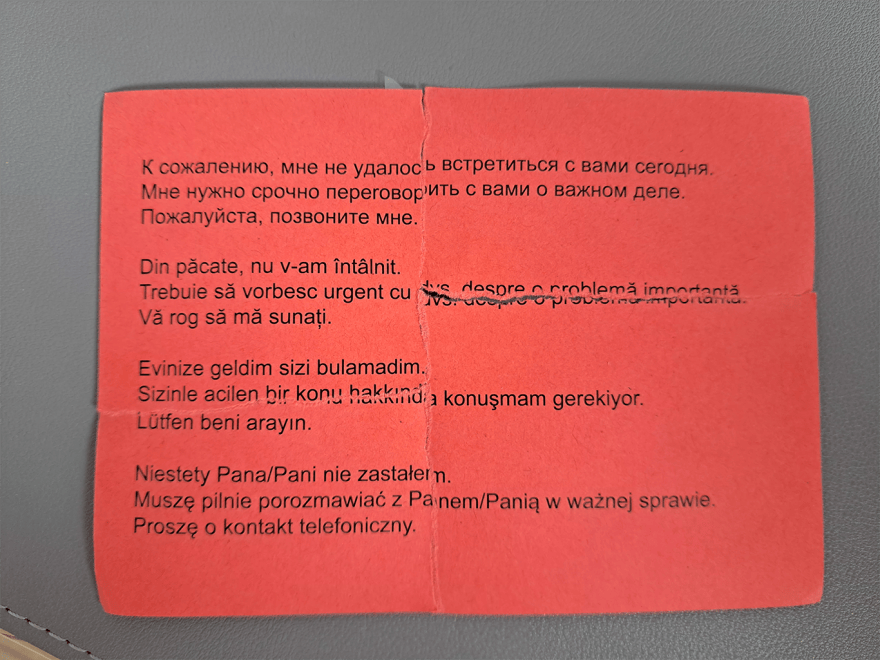 К сожалению, мне не удалось встретиться с вами сегодня.
Мне нужно срочно переговорить с вами о важном деле.
Пожалуйста, позвоните мне.
Din păcate, nu v-am întâlnit.
Trebuie să vorbesc urgent cu dvs. despre o problemă importantă.
Vă rog să mă sunați.
Evinize geldim sizi bulamadim.
Sizinle acilen bir konu hakkında konuşmam gerekiyor.
Lütfen beni arayın.
Niestety Pana/Pani nie zastałem.
Muszę pilnie porozmawiać z Panem/Panią w ważnej sprawie.
Proszę o kontakt telefoniczny.